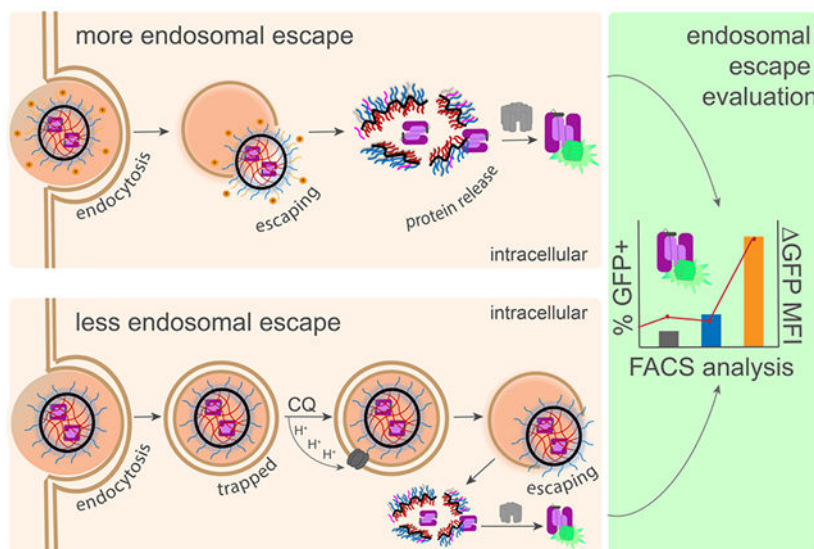 more endosomal escape
endocytosis
escaping
protein release
intracellular
less endosomal escape
intracellular
endocytosis
trapped
CQ
H+
H+
H+
escaping
endosomal
escape
evaluation
% GFP+
ΔGFP MFI
FACS analysis